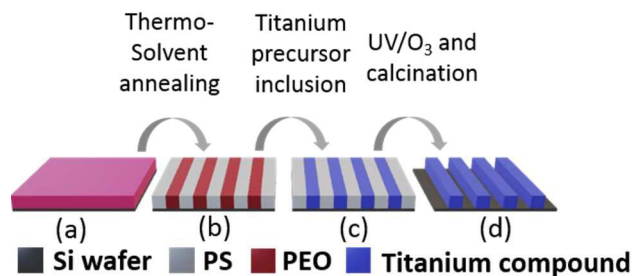 Thermo-
Solvent
annealing
Titanium
precursor
inclusion
UV/O₃ and
calcination
(a)
(b)
(c)
(d)
Si wafer
PS
PEO
Titanium compound